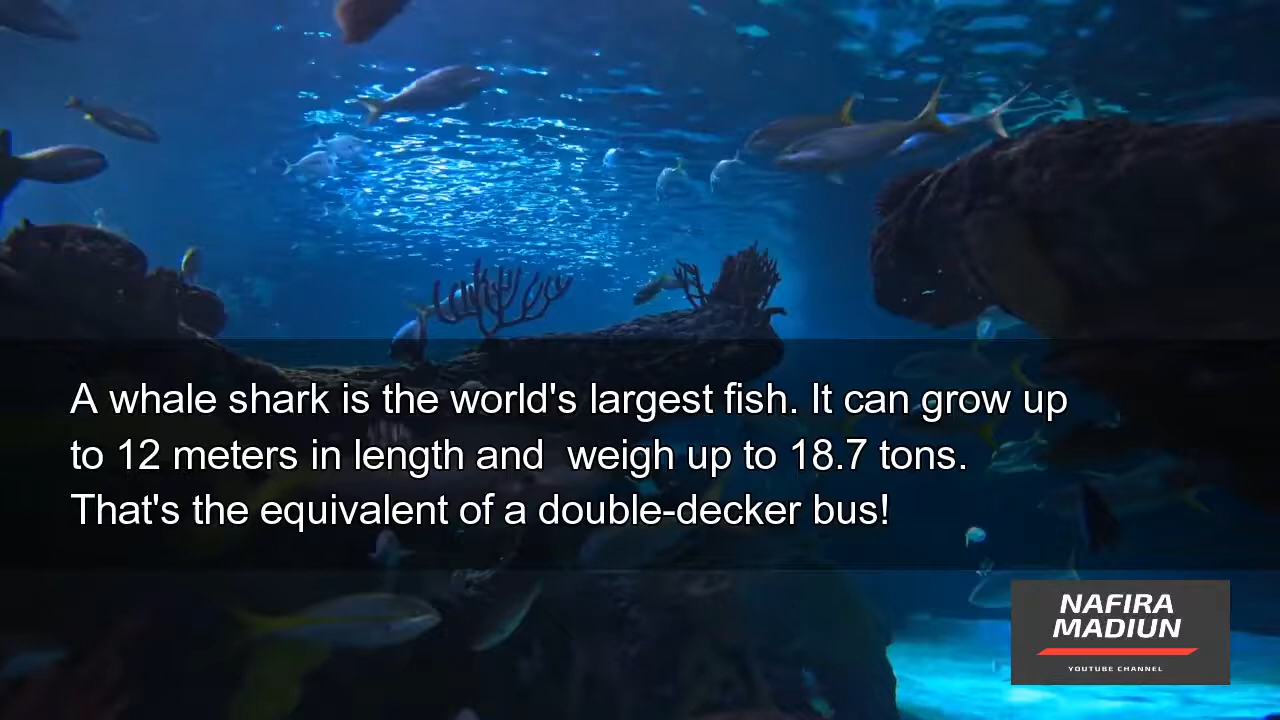 A whale shark is the world's largest fish. It can grow up
to 12 meters in length and  weigh up to 18.7 tons.
That's the equivalent of a double-decker bus!
NAFIRA
MADIUN
YOUTUBE CHANNEL